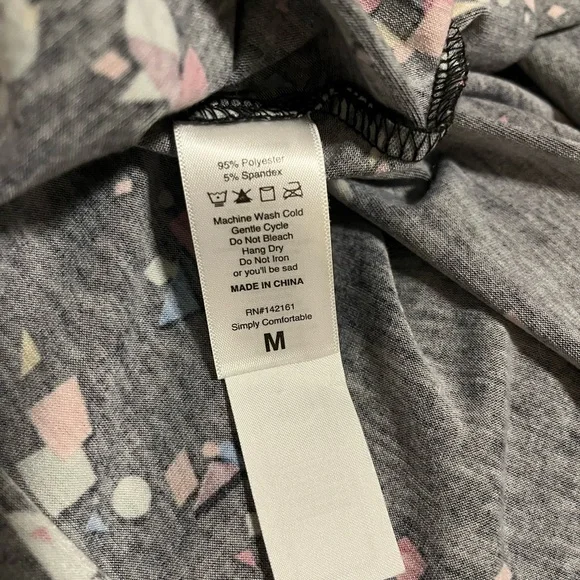 95% Polyester
5% Spandex
Machine Wash Cold
Gentle Cycle
Do Not Bleach
Hang Dry
Do Not Iron
or you'll be sad
MADE IN CHINA
RN#142161
Simply Comfortable
M